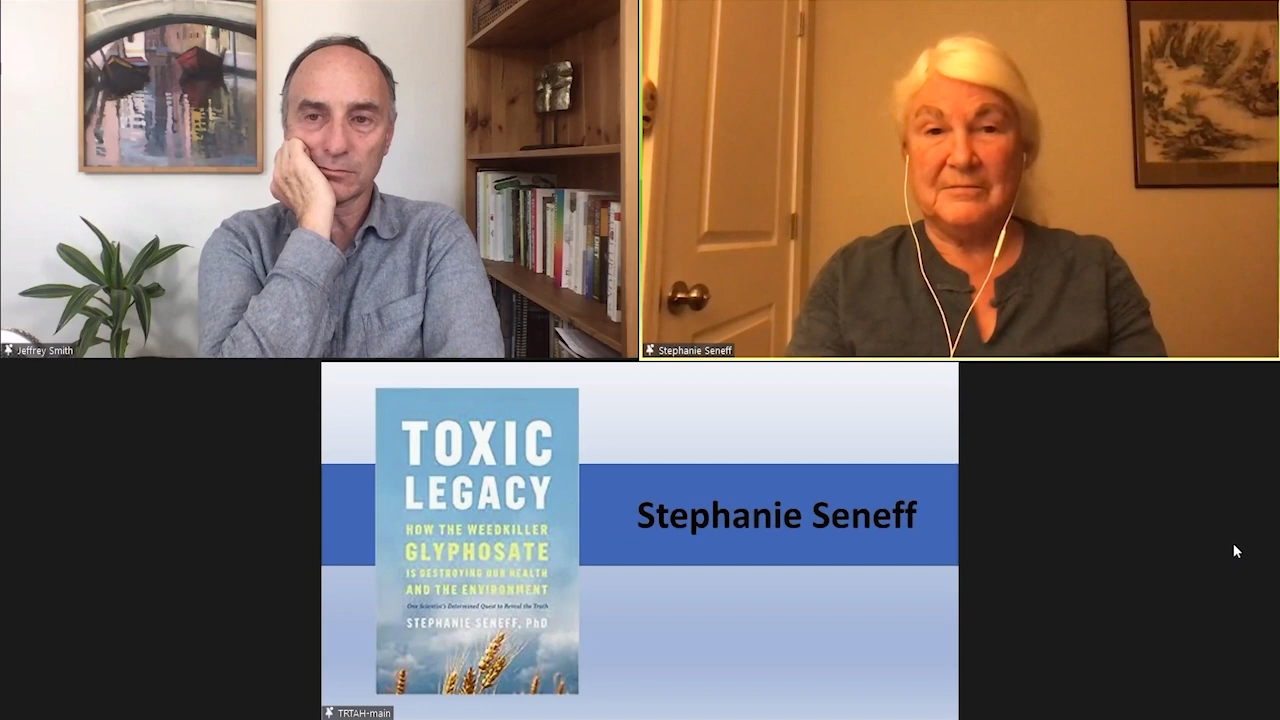 Jeffrey Smith
Stephanie Seneff
TOXIC
LEGACY
HOW THE WEEDKILLER
GLYPHOSATE
IS DESTROYING OUR HEALTH
AND THE ENVIRONMENT
One Scientist's Determined Quest to Reveal the Truth
STEPHANIE SENEFF, PhD
Stephanie Seneff
TRTAH-main